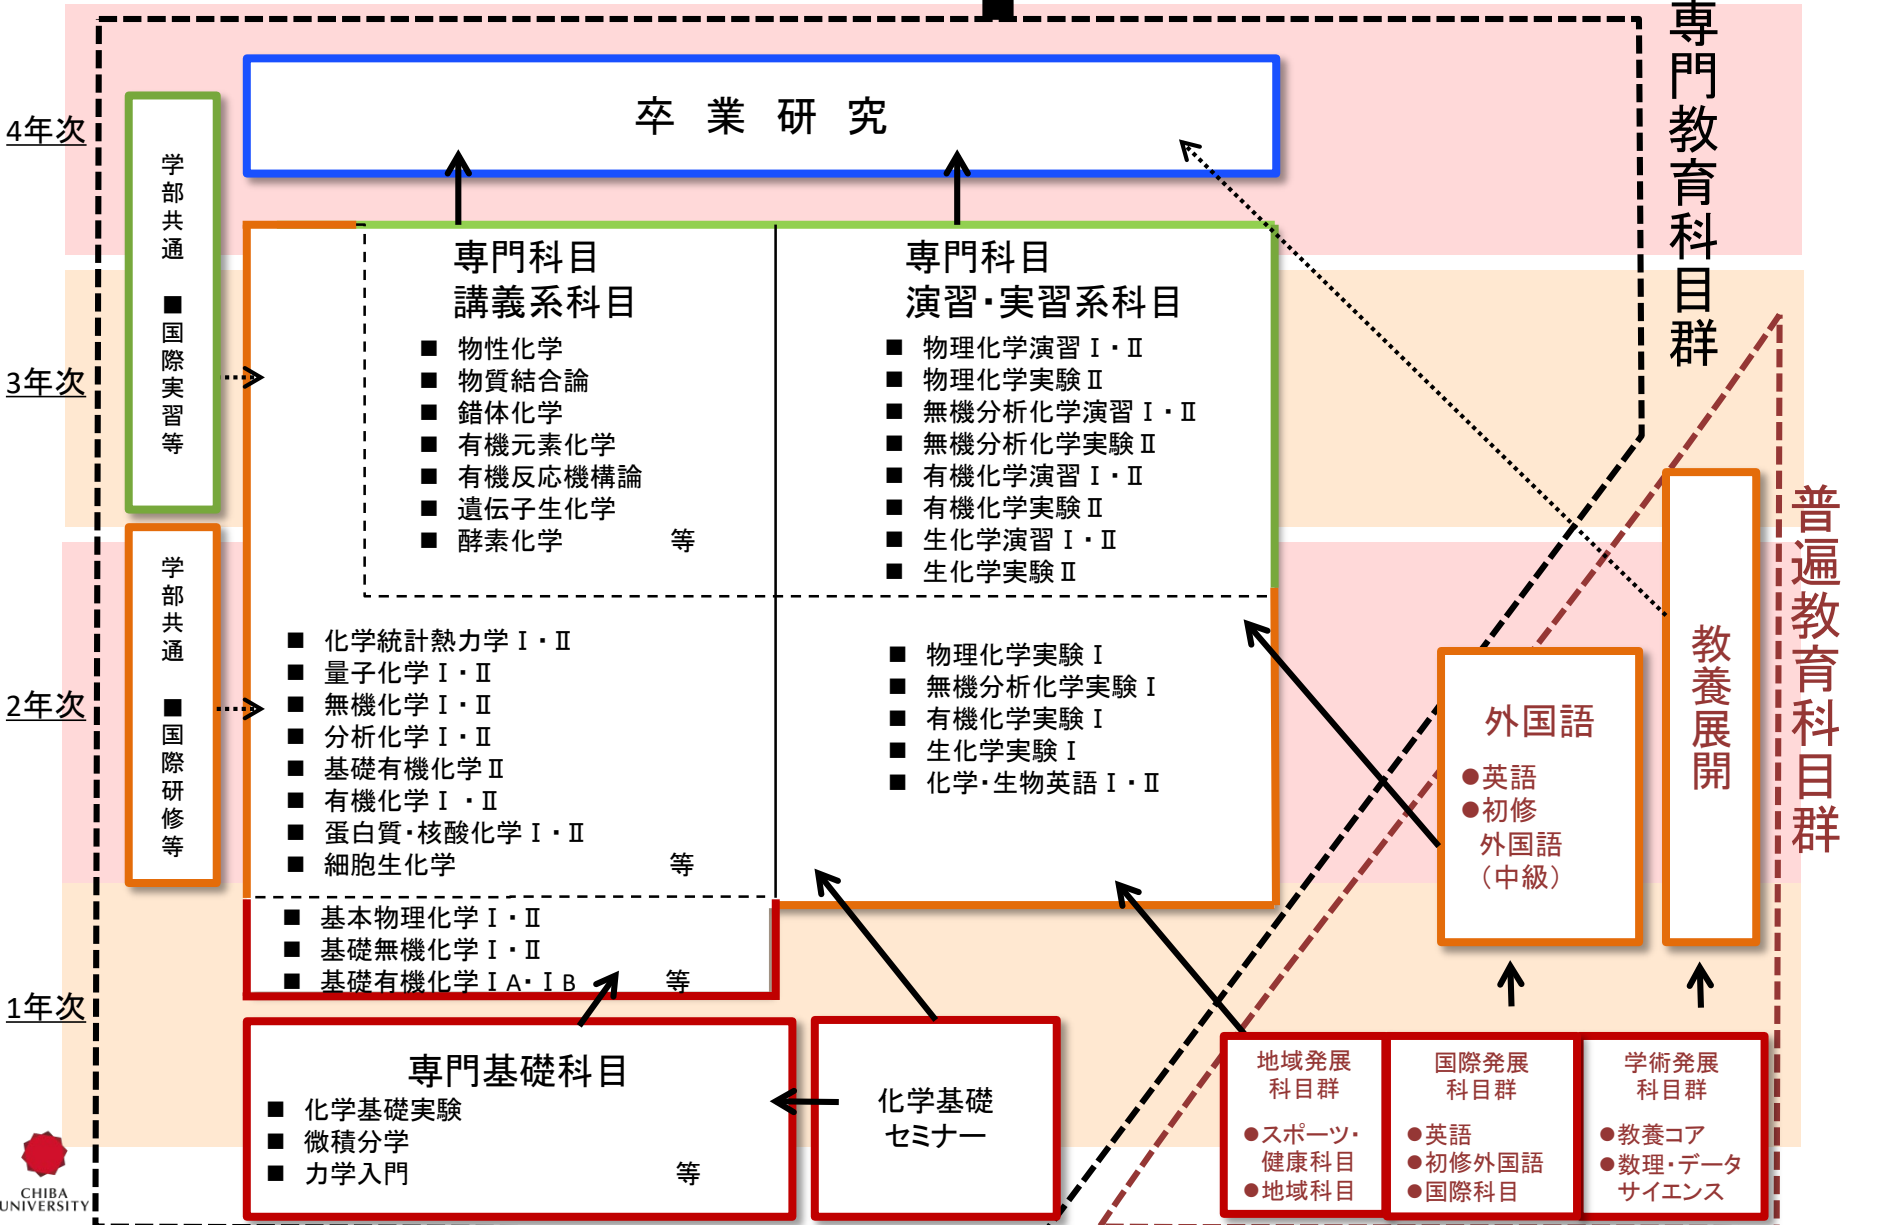 専門教育科目群
4年次
卒業研究
学部共通 ■国際実習等
専門科目
講義系科目
■ 物性化学
■ 物質結合論
■ 錯体化学
■ 有機元素化学
■ 有機反応機構論
■ 遺伝子生化学
■ 酵素化学 等
専門科目
演習・実習系科目
■ 物理化学演習Ⅰ・Ⅱ
■ 物理化学実験Ⅱ
■ 無機分析化学演習Ⅰ・Ⅱ
■ 無機分析化学実験Ⅱ
■ 有機化学演習Ⅰ・Ⅱ
■ 有機化学実験Ⅱ
■ 生化学演習Ⅰ・Ⅱ
■ 生化学実験Ⅱ
3年次
普遍教育科目群
学部共通 ■国際研修等
2年次
■ 化学統計熱力学Ⅰ・Ⅱ
■ 量子化学Ⅰ・Ⅱ
■ 無機化学Ⅰ・Ⅱ
■ 分析化学Ⅰ・Ⅱ
■ 基礎有機化学Ⅱ
■ 有機化学Ⅰ・Ⅱ
■ 蛋白質・核酸化学Ⅰ・Ⅱ
■ 細胞生化学 等
■ 物理化学実験Ⅰ
■ 無機分析化学実験Ⅰ
■ 有機化学実験Ⅰ
■ 生化学実験Ⅰ
■ 化学・生物英語Ⅰ・Ⅱ
外国語
●英語
●初修
外国語
（中級）
教養展開
■ 基本物理化学Ⅰ・Ⅱ
■ 基礎無機化学Ⅰ・Ⅱ
■ 基礎有機化学ⅠA・ⅠB 等
1年次
専門基礎科目
■ 化学基礎実験
■ 微積分学
■ 力学入門 等
化学基礎
セミナー
地域発展
科目群
●スポーツ・
健康科目
●地域科目
国際発展
科目群
●英語
●初修外国語
●国際科目
学術発展
科目群
●教養コア
●数理・データ
サイエンス
CHIBA
UNIVERSITY